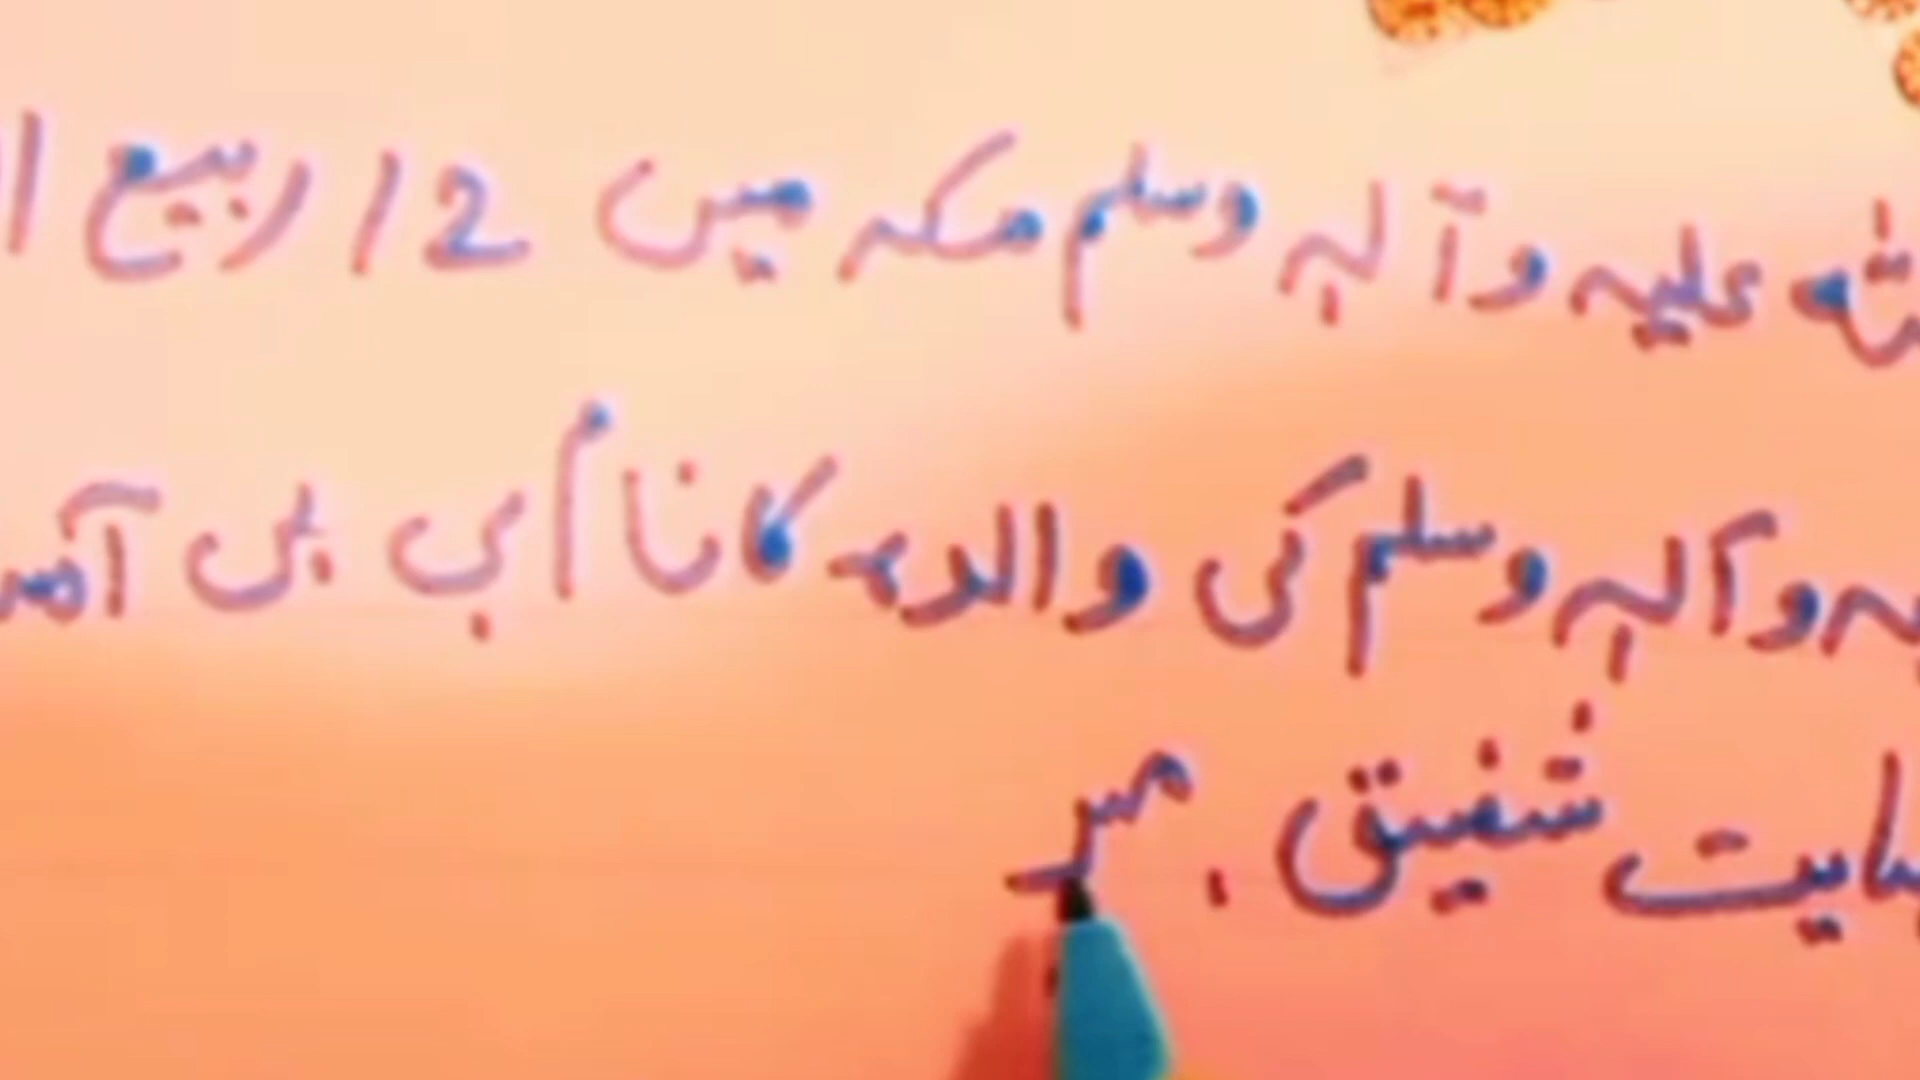 علیہ وآلہٖ وسلم مکہ میں 12 ربیع
وآلہٖ وسلم کی والدہ کا نام بی بی
شفیق،